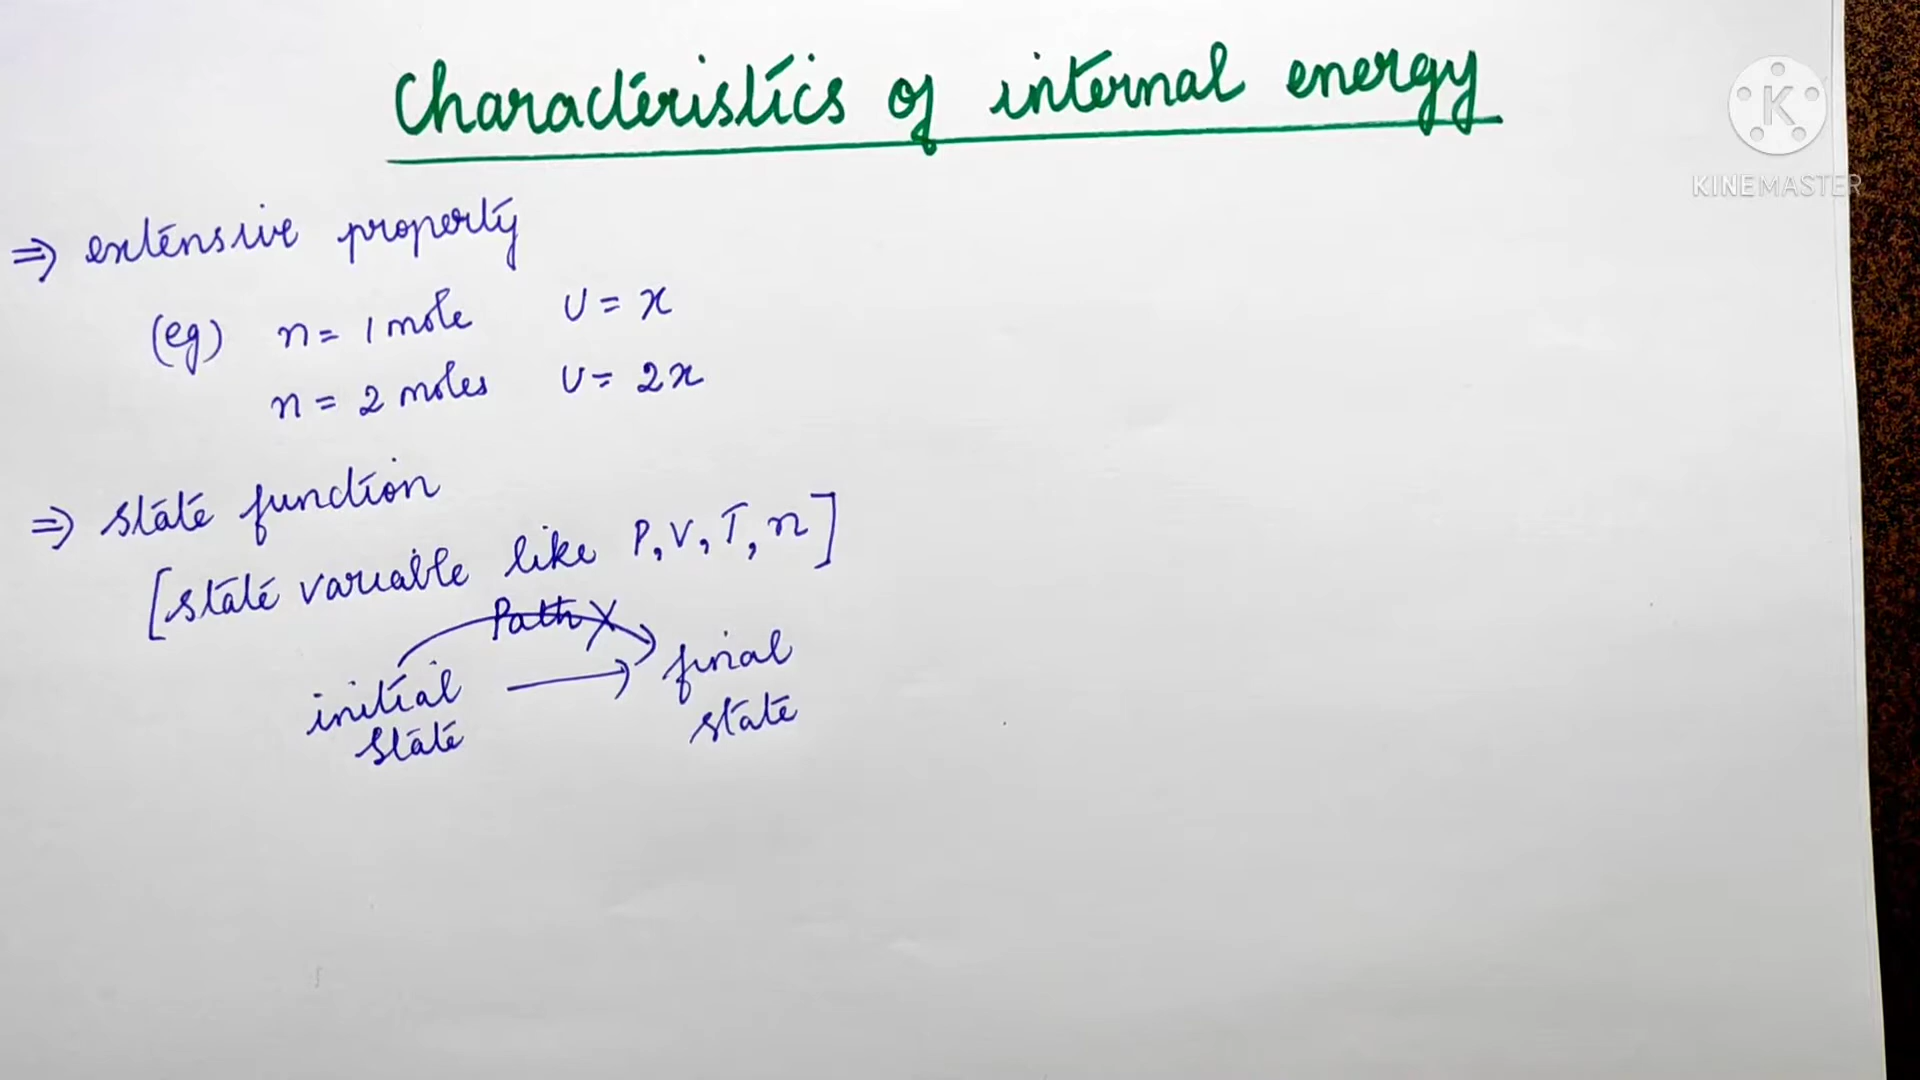 Characteristics of internal energy
KINEMASTER
⇒ extensive property
(eg) n = 1 mole U = x
n = 2 moles U = 2x
⇒ state function
[state variable like P, V, T, n]
Path X
initial state → final state